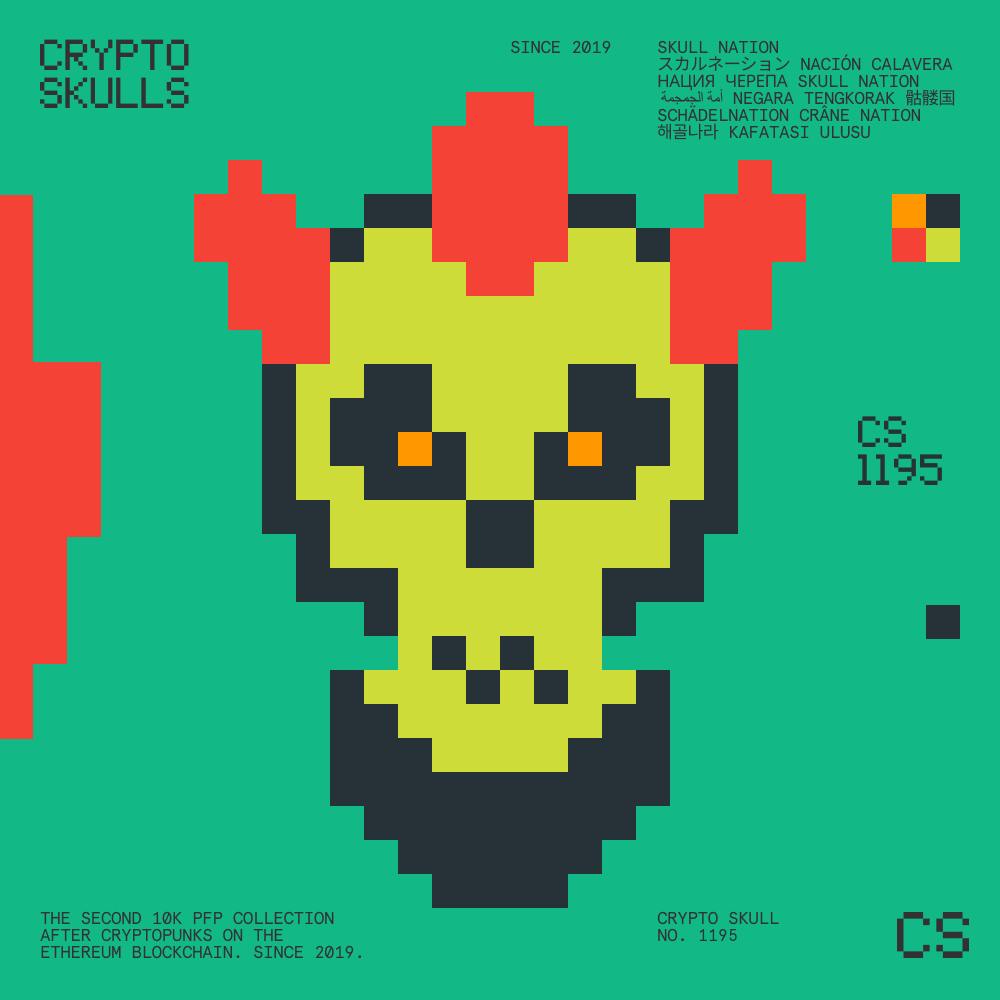 CRYPTO
SKULLS
SINCE 2019
SKULL NATION
スカルネーション NACIÓN CALAVERA
НАЦИЯ ЧЕРЕПА SKULL NATION
أمة الجمجمة NEGARA TENGKORAK 骷髅国
SCHÄDELNATION CRÂNE NATION
해골나라 KAFATASI ULUSU
CS
1195
THE SECOND 10K PFP COLLECTION
AFTER CRYPTOPUNKS ON THE
ETHEREUM BLOCKCHAIN. SINCE 2019.
CRYPTO SKULL
NO. 1195
CS